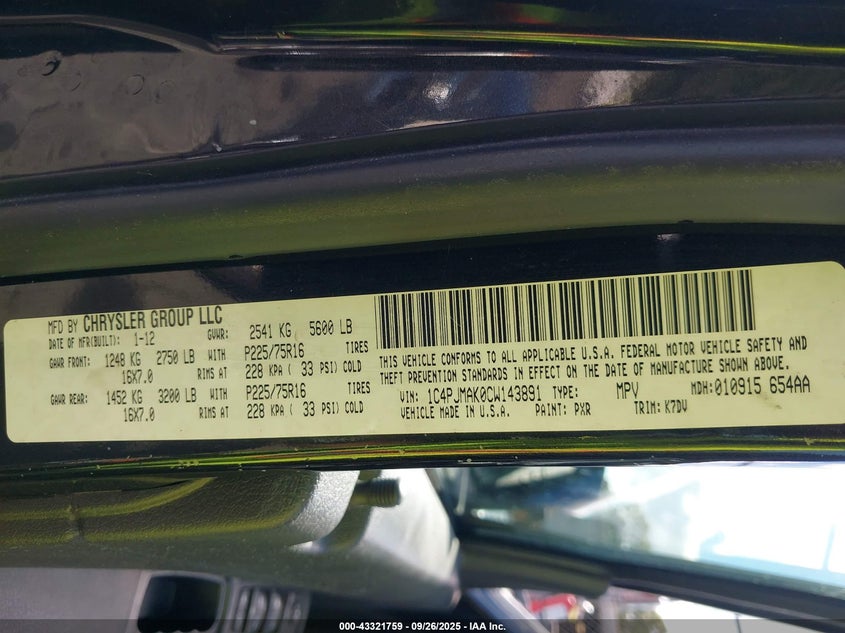 MFD BY CHRYSLER GROUP LLC
DATE OF MFR(BUILT): 1-12 GVWR: 2541 KG 5600 LB
GAWR FRONT: 1248 KG 2750 LB WITH P225/75R16 TIRES
16X7.0 RIMS AT 228 KPA ( 33 PSI) COLD
GAWR REAR: 1452 KG 3200 LB WITH P225/75R16 TIRES
16X7.0 RIMS AT 228 KPA ( 33 PSI) COLD
THIS VEHICLE CONFORMS TO ALL APPLICABLE U.S.A. FEDERAL MOTOR VEHICLE SAFETY AND
THEFT PREVENTION STANDARDS IN EFFECT ON THE DATE OF MANUFACTURE SHOWN ABOVE.
VIN: 1C4PJMAK0CW143891 TYPE: MPV MDH: 010915 654AA
VEHICLE MADE IN U.S.A. PAINT: PXR TRIM: K7DV
000-43321759 - 09/26/2025 - IAA Inc.